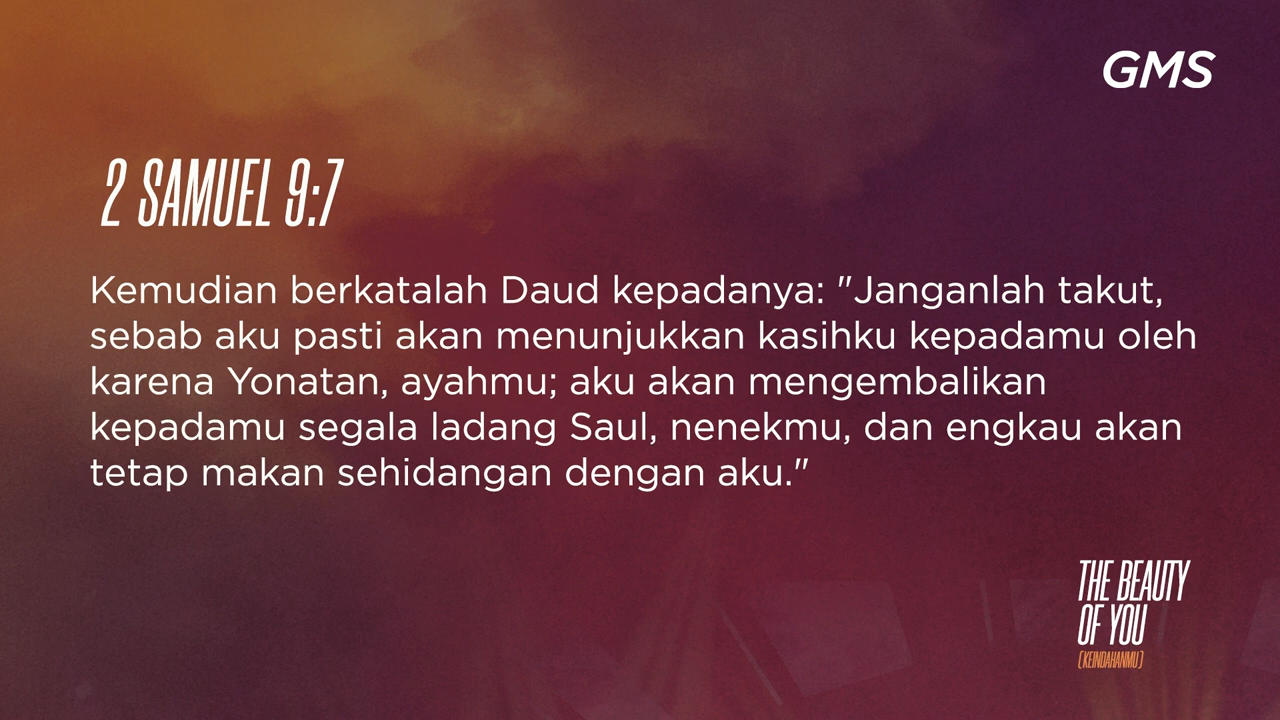 GMS
2 SAMUEL 9:7
Kemudian berkatalah Daud kepadanya: "Janganlah takut,
sebab aku pasti akan menunjukkan kasihku kepadamu oleh
karena Yonatan, ayahmu; aku akan mengembalikan
kepadamu segala ladang Saul, nenekmu, dan engkau akan
tetap makan sehidangan dengan aku."
THE BEAUTY
OF YOU
(KEINDAHANMU)